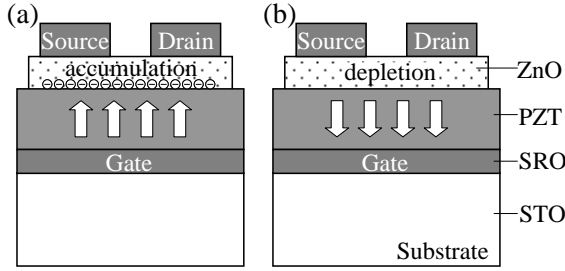 (a)
Source Drain
accumulation
Gate
(b)
Source Drain
depletion
Gate
Substrate
ZnO
PZT
SRO
STO